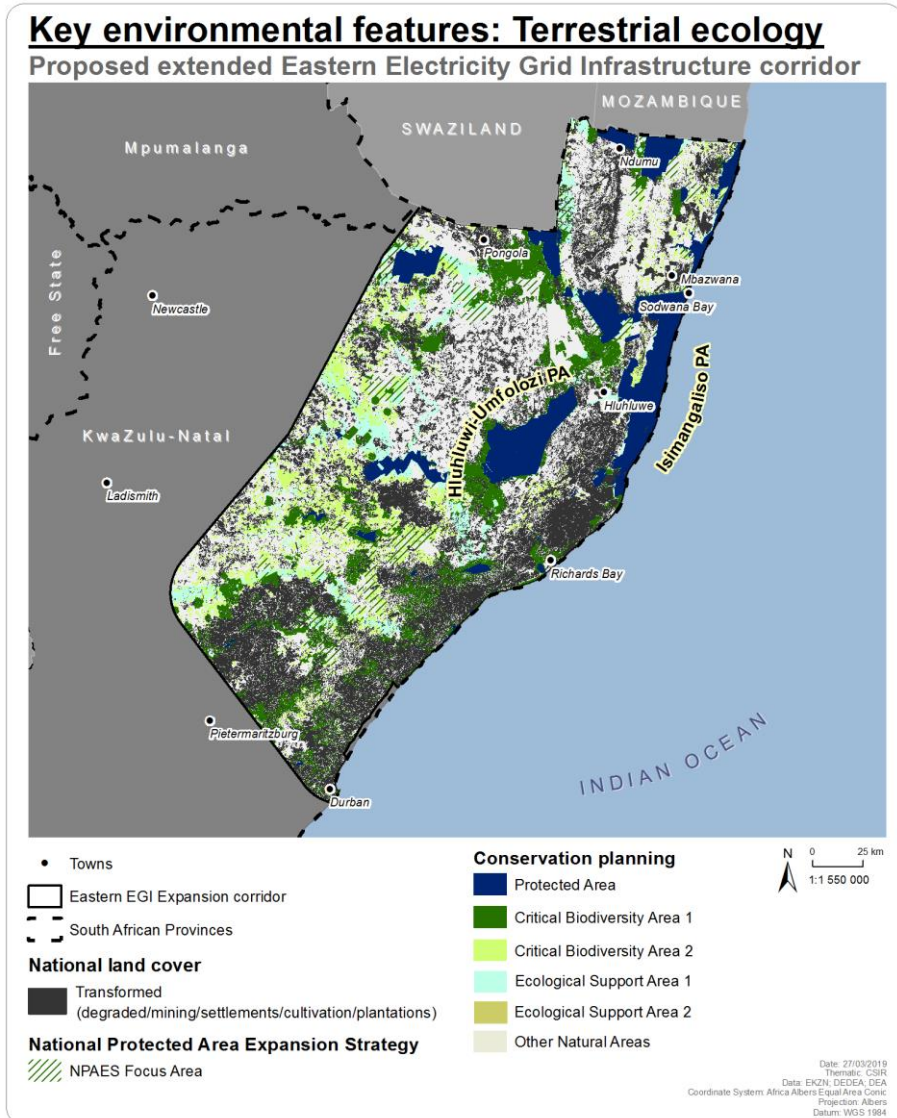 Key environmental features: Terrestrial ecology
Proposed extended Eastern Electricity Grid Infrastructure corridor
MOZAMBIQUE
SWAZILAND
Mpumalanga
Ndumu
Pongola
Free State
Mbazwana
Newcastle
Sodwana Bay
Hluhluwi-Umfolozi PA
Isimangaliso PA
Hluhluwe
KwaZulu-Natal
Ladismith
Richards Bay
Pietermaritzburg
INDIAN OCEAN
Durban
Towns
Eastern EGI Expansion corridor
South African Provinces
National land cover
Transformed
(degraded/mining/settlements/cultivation/plantations)
National Protected Area Expansion Strategy
NPAES Focus Area
Conservation planning
Protected Area
Critical Biodiversity Area 1
Critical Biodiversity Area 2
Ecological Support Area 1
Ecological Support Area 2
Other Natural Areas
N
0 25 km
1:1 550 000
Date: 27/03/2019
Thematic: CSIR
Data: EKZN; DEDEA; DEA
Coordinate System: Africa Albers Equal Area Conic
Projection: Albers
Datum: WGS 1984